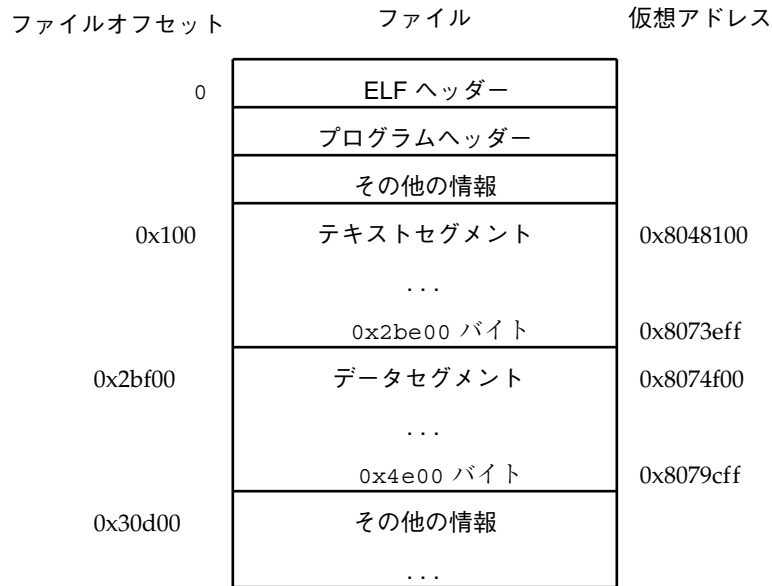 ファイルオフセット ファイル 仮想アドレス
0 ELF ヘッダー
プログラムヘッダー
その他の情報
0x100 テキストセグメント 0x8048100
. . .
0x2be00 バイト 0x8073eff
0x2bf00 データセグメント 0x8074f00
. . .
0x4e00 バイト 0x8079cff
0x30d00 その他の情報
. . .